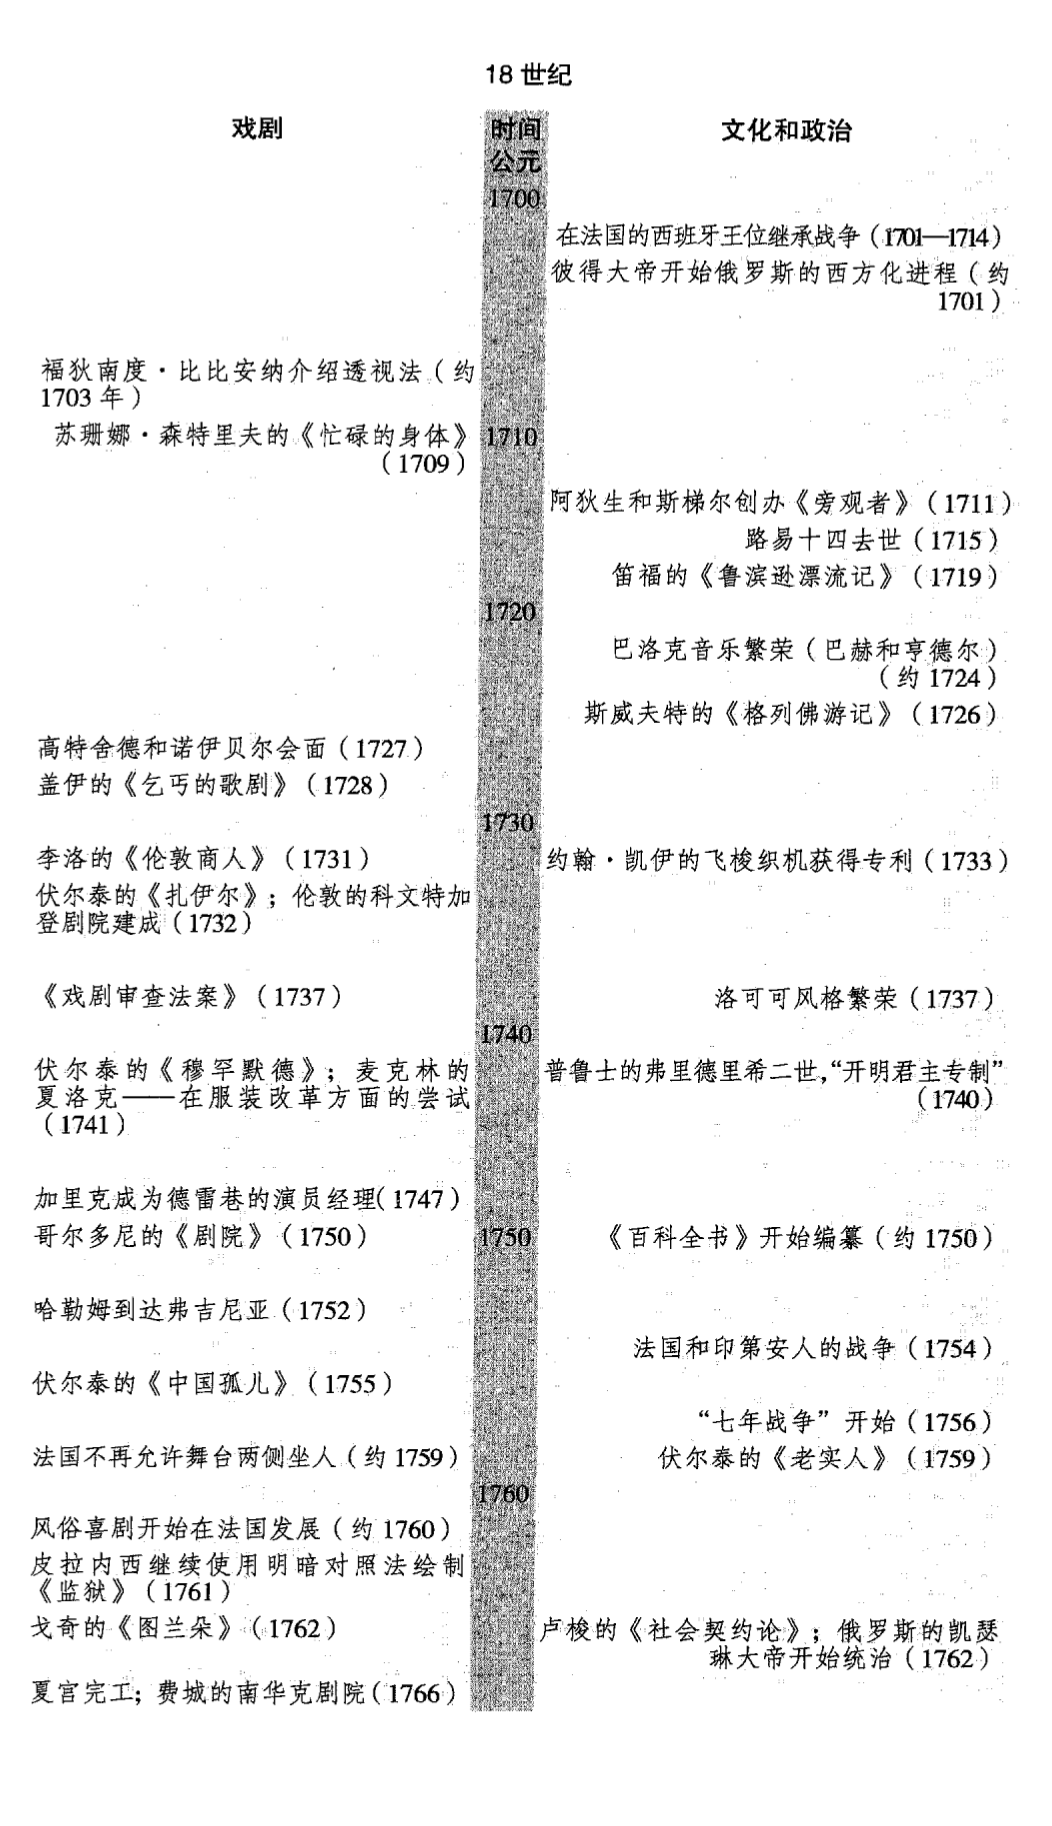 18 世纪
戏剧
时间
公元
文化和政治
1700
在法国的西班牙王位继承战争（1701—1714）
彼得大帝开始俄罗斯的西方化进程（约
1701）
福狄南度·比比安纳介绍透视法（约
1703 年）
苏珊娜·森特里夫的《忙碌的身体》
（1709）
1710
阿狄生和斯梯尔创办《旁观者》（1711）
路易十四去世（1715）
笛福的《鲁滨逊漂流记》（1719）
1720
巴洛克音乐繁荣（巴赫和亨德尔）
（约 1724）
斯威夫特的《格列佛游记》（1726）
高特舍德和诺伊贝尔会面（1727）
盖伊的《乞丐的歌剧》（1728）
1730
李洛的《伦敦商人》（1731）
约翰·凯伊的飞梭织机获得专利（1733）
伏尔泰的《扎伊尔》；伦敦的科文特加
登剧院建成（1732）
《戏剧审查法案》（1737）
洛可可风格繁荣（1737）
1740
伏尔泰的《穆罕默德》；麦克林的
夏洛克——在服装改革方面的尝试
（1741）
普鲁士的弗里德里希二世，“开明君主专制”
（1740）
加里克成为德雷巷的演员经理（1747）
哥尔多尼的《剧院》（1750）
1750
《百科全书》开始编纂（约 1750）
哈勒姆到达弗吉尼亚（1752）
法国和印第安人的战争（1754）
伏尔泰的《中国孤儿》（1755）
“七年战争”开始（1756）
法国不再允许舞台两侧坐人（约 1759）
伏尔泰的《老实人》（1759）
1760
风俗喜剧开始在法国发展（约 1760）
皮拉内西继续使用明暗对照法绘制
《监狱》（1761）
戈奇的《图兰朵》（1762）
卢梭的《社会契约论》；俄罗斯的凯瑟
琳大帝开始统治（1762）
夏宫完工；费城的南华克剧院（1766）